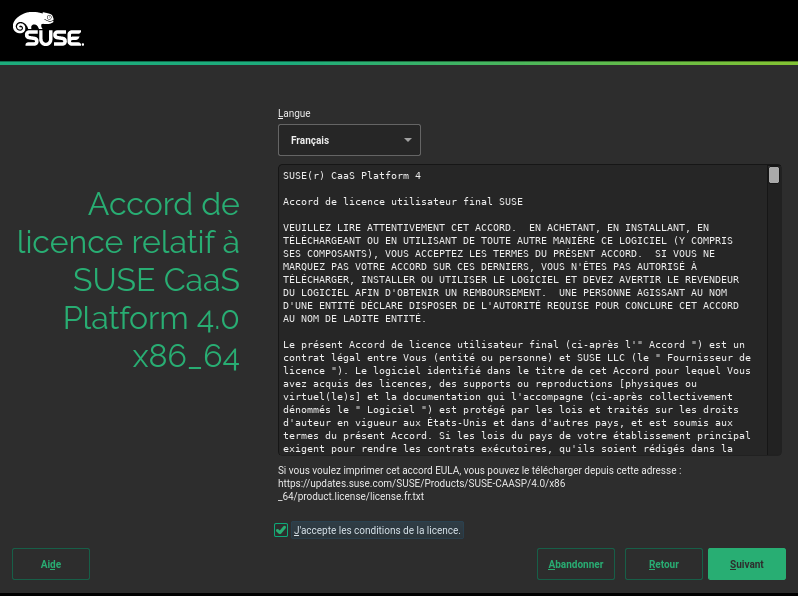 SUSE.
Accord de
licence relatif à
SUSE CaaS
Platform 4.0
x86_64
Langue
Français
SUSE(r) CaaS Platform 4
Accord de licence utilisateur final SUSE
VEUILLEZ LIRE ATTENTIVEMENT CET ACCORD.  EN ACHETANT, EN INSTALLANT, EN
TÉLÉCHARGEANT OU EN UTILISANT DE TOUTE AUTRE MANIÈRE CE LOGICIEL (Y COMPRIS
SES COMPOSANTS), VOUS ACCEPTEZ LES TERMES DU PRÉSENT ACCORD.  SI VOUS NE
MARQUEZ PAS VOTRE ACCORD SUR CES DERNIERS, VOUS N'ÊTES PAS AUTORISÉ À
TÉLÉCHARGER, INSTALLER OU UTILISER LE LOGICIEL ET DEVEZ AVERTIR LE REVENDEUR
DU LOGICIEL AFIN D'OBTENIR UN REMBOURSEMENT.  UNE PERSONNE AGISSANT AU NOM
D'UNE ENTITÉ DÉCLARE DISPOSER DE L'AUTORITÉ REQUISE POUR CONCLURE CET ACCORD
AU NOM DE LADITE ENTITÉ.
Le présent Accord de licence utilisateur final (ci-après l'" Accord ") est un
contrat légal entre Vous (entité ou personne) et SUSE LLC (le " Fournisseur de
licence "). Le logiciel identifié dans le titre de cet Accord pour lequel Vous
avez acquis des licences, des supports ou reproductions [physiques ou
virtuel(le)s] et la documentation qui l'accompagne (ci-après collectivement
dénommés le " Logiciel ") est protégé par les lois et traités sur les droits
d'auteur en vigueur aux États-Unis et dans d'autres pays, et est soumis aux
termes du présent Accord. Si les lois du pays de votre établissement principal
exigent pour rendre les contrats exécutoires, qu'ils soient rédigés dans la
Si vous voulez imprimer cet accord EULA, vous pouvez le télécharger depuis cette adresse :
https://updates.suse.com/SUSE/Products/SUSE-CAASP/4.0/x86
_64/product.license/license.fr.txt
J'accepte les conditions de la licence.
Aide
Abandonner
Retour
Suivant